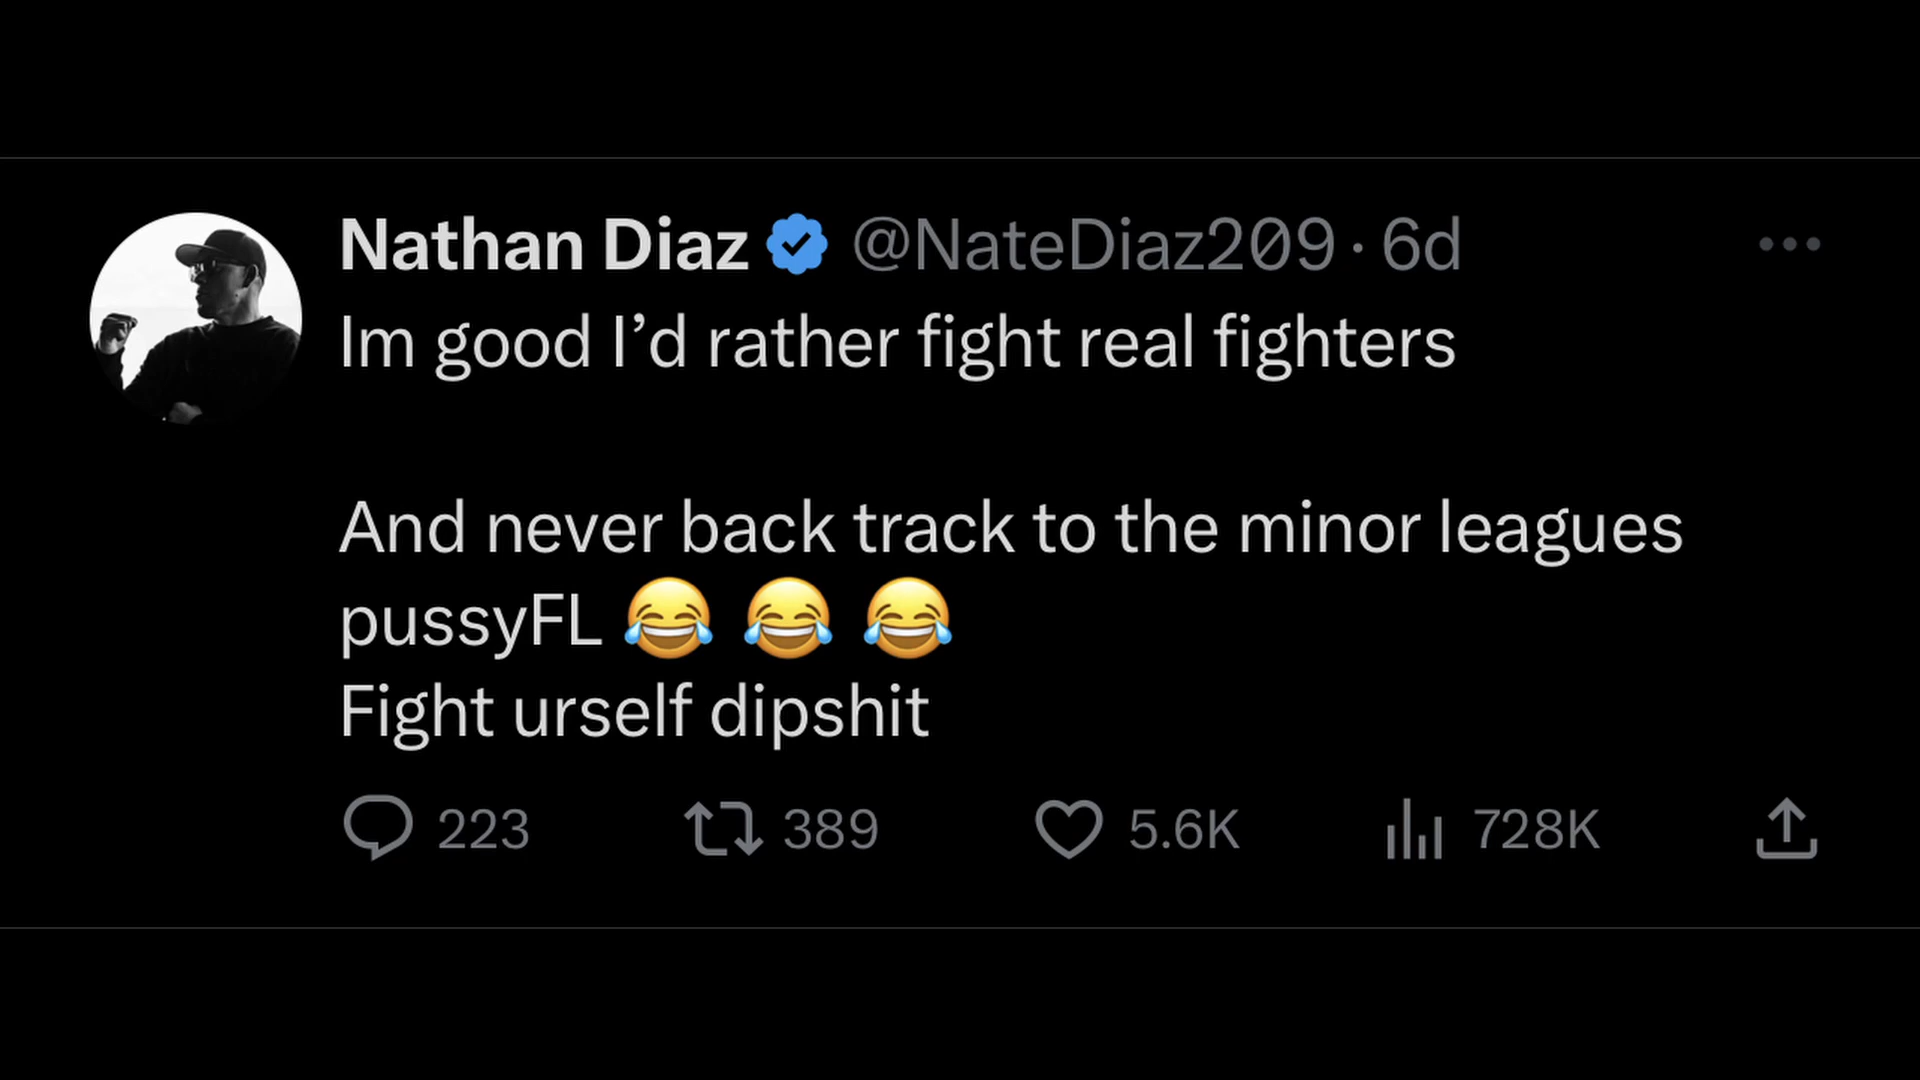 Nathan Diaz @NateDiaz209 · 6d
Im good I’d rather fight real fighters
And never back track to the minor leagues
pussyFL 😂 😂 😂
Fight urself dipshit
223 389 5.6K 728K